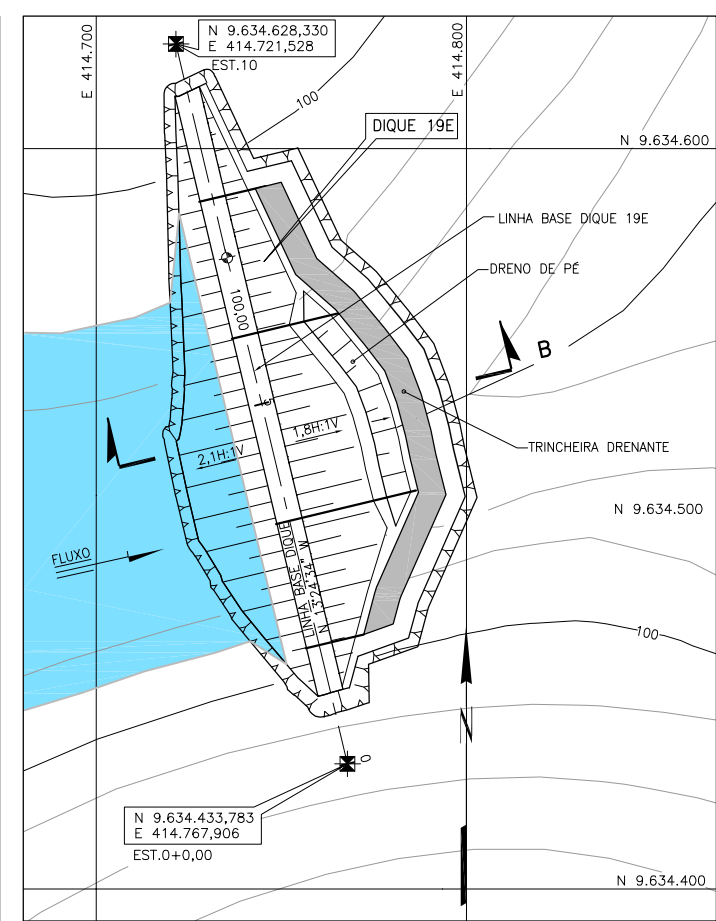 E 414.700
N 9.634.628,330
E 414.721,528
EST.10
E 414.800
100
DIQUE 19E
N 9.634.600
LINHA BASE DIQUE 19E
DRENO DE PÉ
100,00
B
1,8H:1V
2,1H:1V
TRINCHEIRA DRENANTE
N 9.634.500
FLUXO
LINHA BASE DIQUE
N 13°24'34" W
100
N
0
N 9.634.433,783
E 414.767,906
EST.0+0,00
N 9.634.400